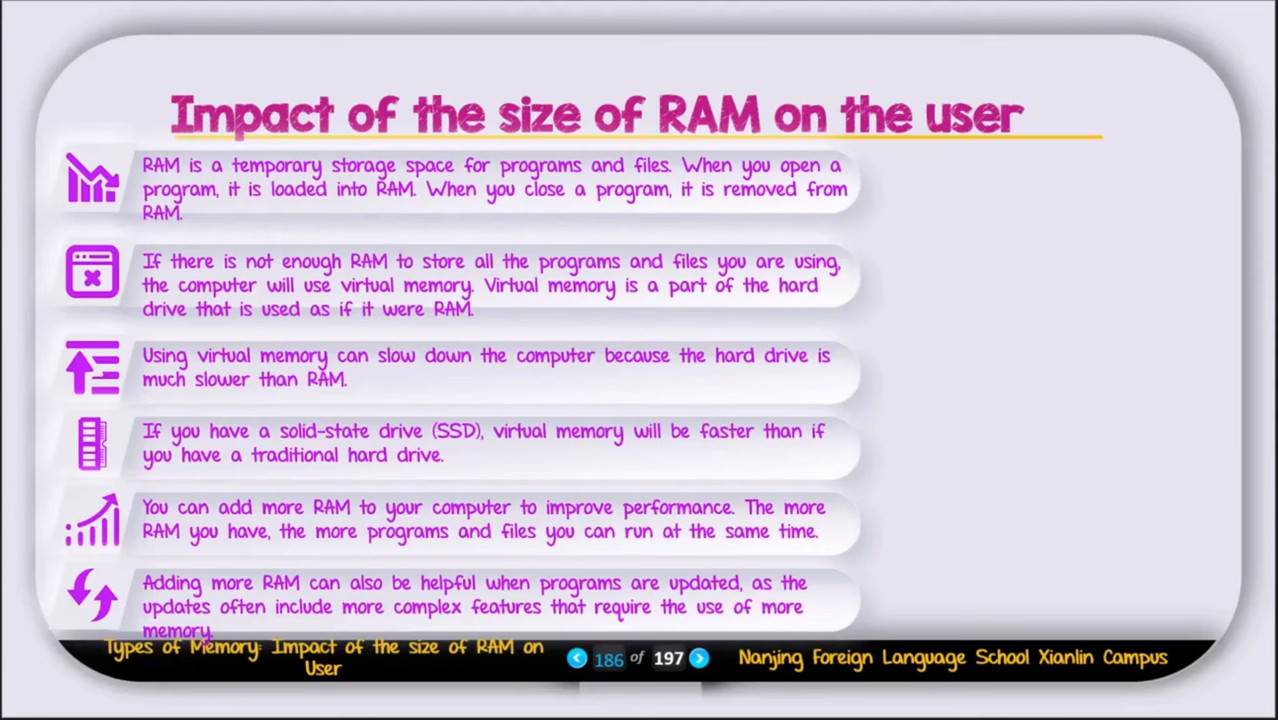 Impact of the size of RAM on the user
RAM is a temporary storage space for programs and files. When you open a
program, it is loaded into RAM. When you close a program, it is removed from
RAM.
If there is not enough RAM to store all the programs and files you are using,
the computer will use virtual memory. Virtual memory is a part of the hard
drive that is used as if it were RAM.
Using virtual memory can slow down the computer because the hard drive is
much slower than RAM.
If you have a solid-state drive (SSD), virtual memory will be faster than if
you have a traditional hard drive.
You can add more RAM to your computer to improve performance. The more
RAM you have, the more programs and files you can run at the same time.
Adding more RAM can also be helpful when programs are updated, as the
updates often include more complex features that require the use of more
memory.
Types of Memory: Impact of the size of RAM on
User
186 of 197
Nanjing Foreign Language School Xianlin Campus